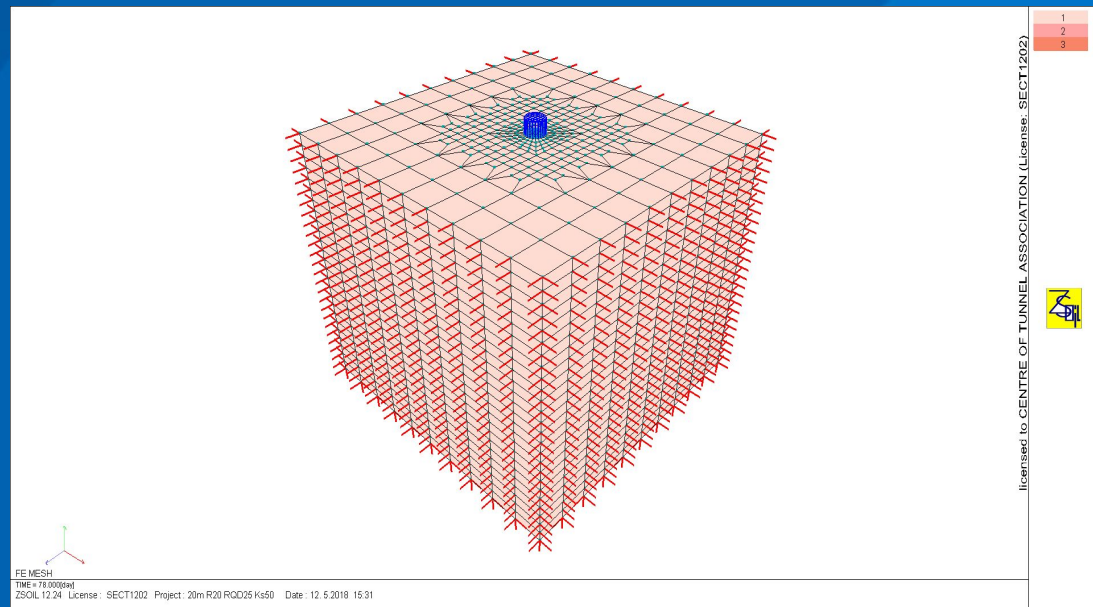 1
2
3
licensed to CENTRE OF TUNNEL ASSOCIATION (License: SECT1202)
ZSoil
FE MESH
TIME = 78.000[day]
ZSOIL 12.24 License : SECT1202 Project : 20m R20 RQD25 Ks50 Date : 12. 5.2018 15:31